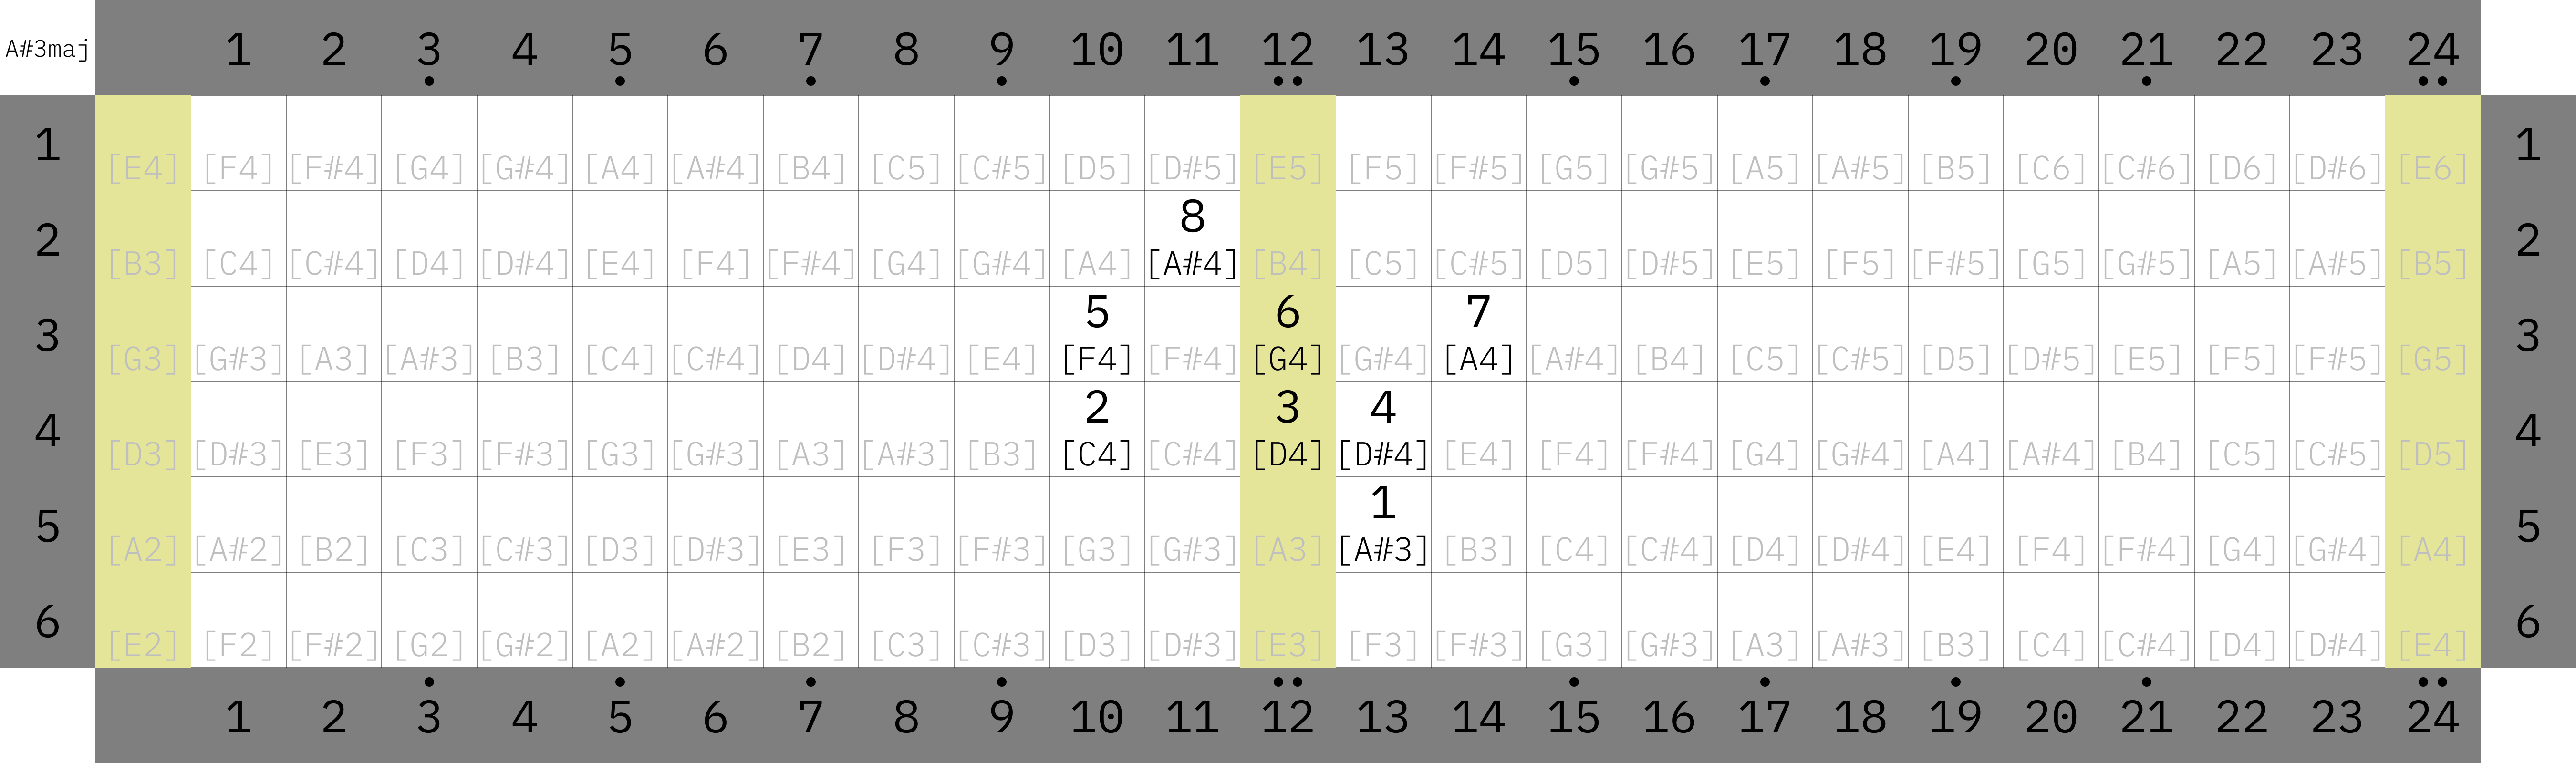 A#3maj 1 2 3 4 5 6 7 8 9 10 11 12 13 14 15 16 17 18 19 20 21 22 23 24
1 [E4] [F4] [F#4] [G4] [G#4] [A4] [A#4] [B4] [C5] [C#5] [D5] [D#5] [E5] [F5] [F#5] [G5] [G#5] [A5] [A#5] [B5] [C6] [C#6] [D6] [D#6] [E6] 1
8
2 [B3] [C4] [C#4] [D4] [D#4] [E4] [F4] [F#4] [G4] [G#4] [A4] [A#4] [B4] [C5] [C#5] [D5] [D#5] [E5] [F5] [F#5] [G5] [G#5] [A5] [A#5] [B5] 2
5 6 7
3 [G3] [G#3] [A3] [A#3] [B3] [C4] [C#4] [D4] [D#4] [E4] [F4] [F#4] [G4] [G#4] [A4] [A#4] [B4] [C5] [C#5] [D5] [D#5] [E5] [F5] [F#5] [G5] 3
2 3 4
4 [D3] [D#3] [E3] [F3] [F#3] [G3] [G#3] [A3] [A#3] [B3] [C4] [C#4] [D4] [D#4] [E4] [F4] [F#4] [G4] [G#4] [A4] [A#4] [B4] [C5] [C#5] [D5] 4
1
5 [A2] [A#2] [B2] [C3] [C#3] [D3] [D#3] [E3] [F3] [F#3] [G3] [G#3] [A3] [A#3] [B3] [C4] [C#4] [D4] [D#4] [E4] [F4] [F#4] [G4] [G#4] [A4] 5
6 [E2] [F2] [F#2] [G2] [G#2] [A2] [A#2] [B2] [C3] [C#3] [D3] [D#3] [E3] [F3] [F#3] [G3] [G#3] [A3] [A#3] [B3] [C4] [C#4] [D4] [D#4] [E4] 6
1 2 3 4 5 6 7 8 9 10 11 12 13 14 15 16 17 18 19 20 21 22 23 24